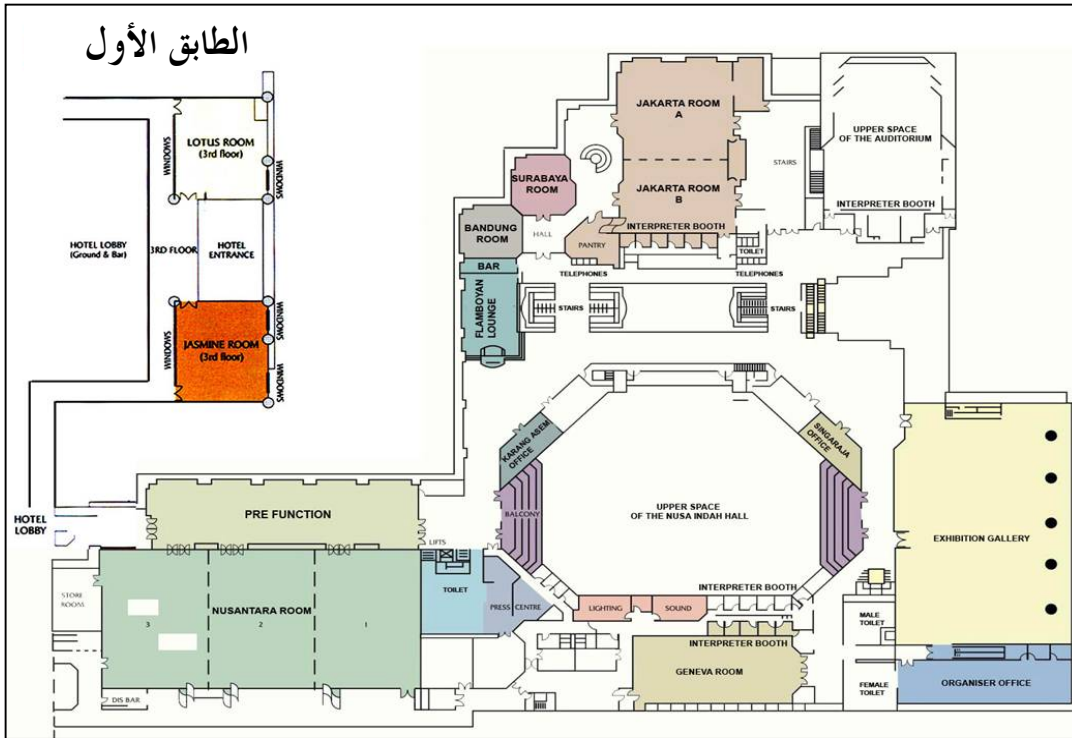 الطابق الأول
LOTUS ROOM
(3rd floor)
WINDOWS
WINDOWS
HOTEL LOBBY
(Ground & Bar)
3RD FLOOR
HOTEL
ENTRANCE
WINDOWS
JASMINE ROOM
(3rd floor)
WINDOWS
WINDOWS
HOTEL
LOBBY
JAKARTA ROOM
A
JAKARTA ROOM
B
INTERPRETER BOOTH
UPPER SPACE
OF THE AUDITORIUM
STAIRS
INTERPRETER BOOTH
SURABAYA
ROOM
BANDUNG
ROOM
HALL
PANTRY
TOILET
BAR
TELEPHONES
TELEPHONES
FLAMBOYAN
LOUNGE
STAIRS
STAIRS
KARANG ASEM
OFFICE
SINGARAJA
OFFICE
BALCONY
UPPER SPACE
OF THE NUSA INDAH HALL
EXHIBITION GALLERY
PRE FUNCTION
LIFTS
STORE
ROOM
NUSANTARA ROOM
3
2
1
TOILET
PRESS CENTRE
INTERPRETER BOOTH
LIGHTING
SOUND
INTERPRETER BOOTH
GENEVA ROOM
MALE
TOILET
FEMALE
TOILET
ORGANISER OFFICE
DIS BAR